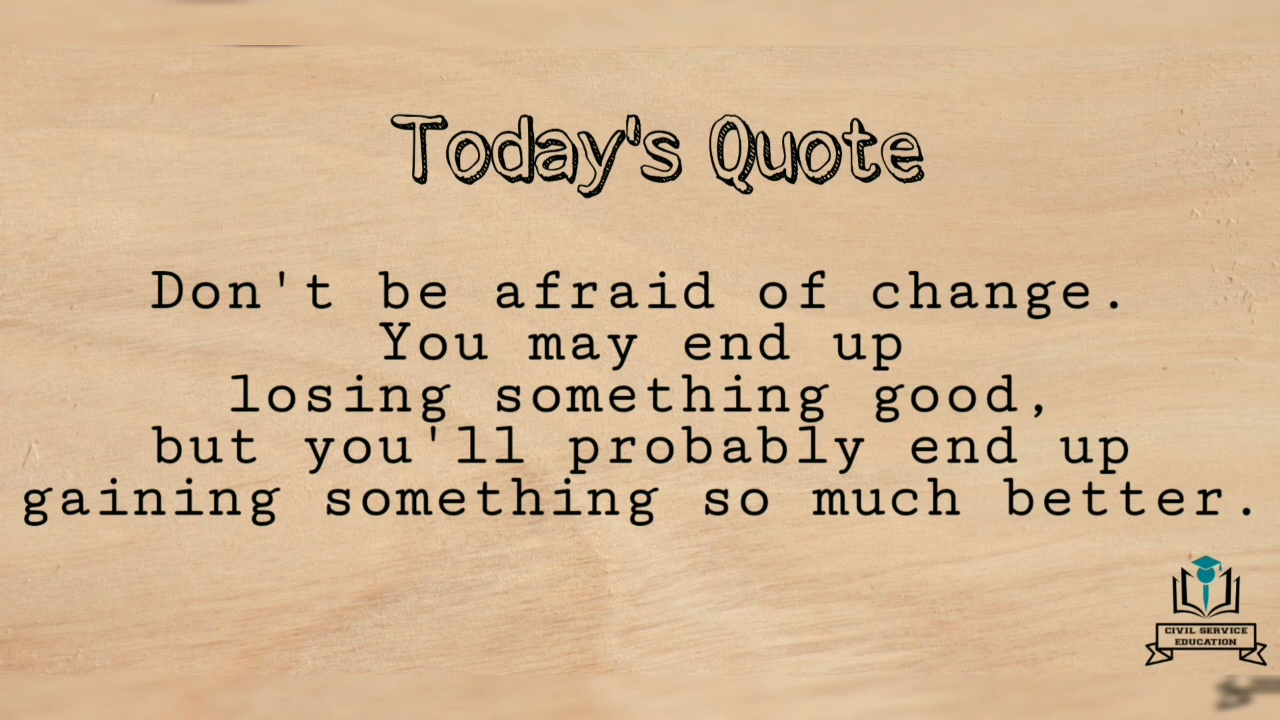 Today's Quote
Don't be afraid of change.
You may end up
losing something good,
but you'll probably end up
gaining something so much better.
CIVIL SERVICE
EDUCATION